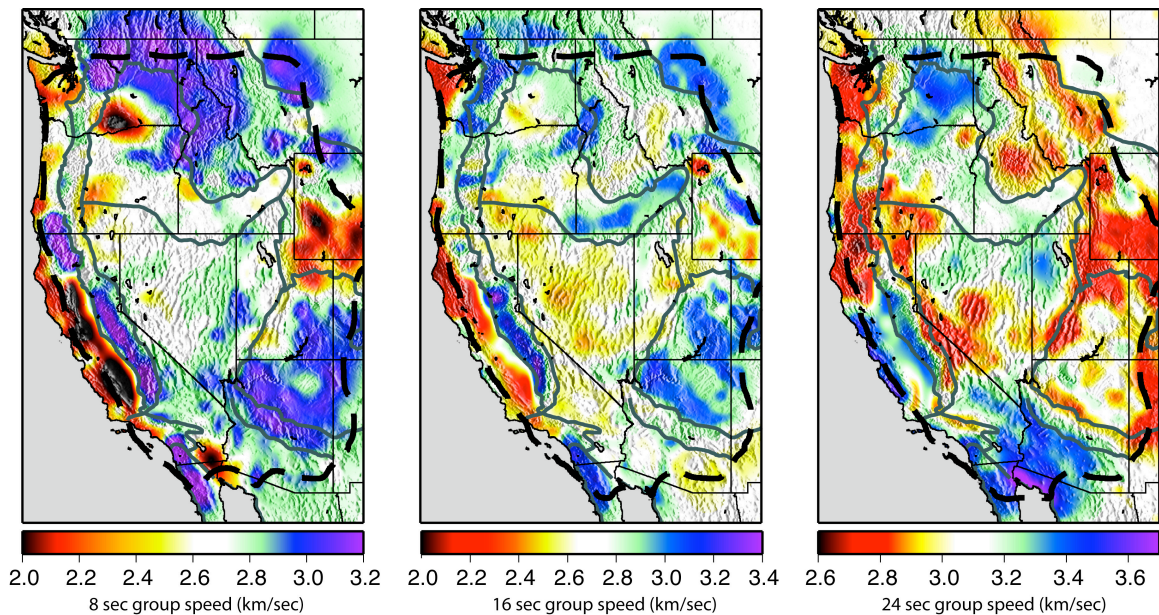 2.0 2.2 2.4 2.6 2.8 3.0 3.2
8 sec group speed (km/sec)
2.0 2.2 2.4 2.6 2.8 3.0 3.2 3.4
16 sec group speed (km/sec)
2.6 2.8 3.0 3.2 3.4 3.6
24 sec group speed (km/sec)